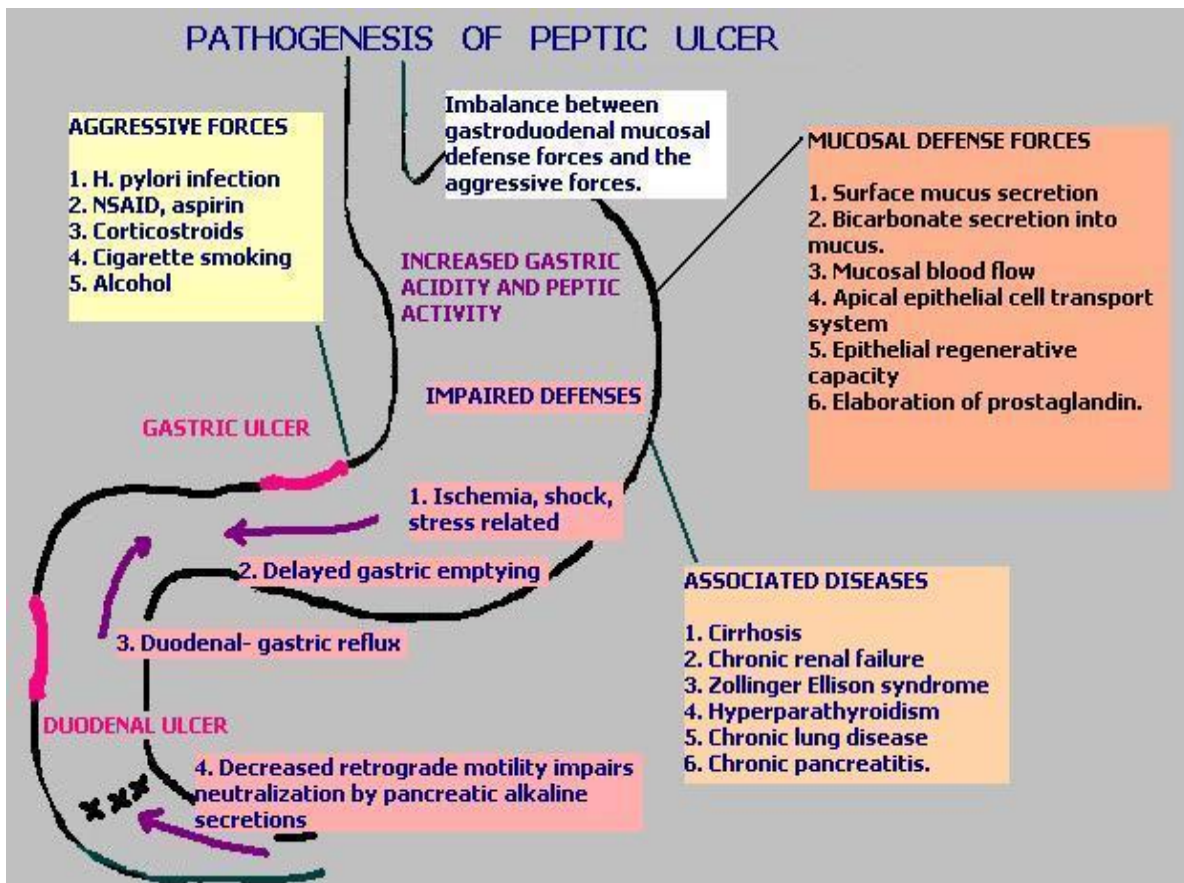 PATHOGENESIS OF PEPTIC ULCER
AGGRESSIVE FORCES
1. H. pylori infection
2. NSAID, aspirin
3. Corticostroids
4. Cigarette smoking
5. Alcohol
Imbalance between
gastroduodenal mucosal
defense forces and the
aggressive forces.
MUCOSAL DEFENSE FORCES
1. Surface mucus secretion
2. Bicarbonate secretion into
mucus.
3. Mucosal blood flow
4. Apical epithelial cell transport
system
5. Epithelial regenerative
capacity
6. Elaboration of prostaglandin.
INCREASED GASTRIC
ACIDITY AND PEPTIC
ACTIVITY
IMPAIRED DEFENSES
GASTRIC ULCER
1. Ischemia, shock,
stress related
2. Delayed gastric emptying
3. Duodenal- gastric reflux
DUODENAL ULCER
4. Decreased retrograde motility impairs
neutralization by pancreatic alkaline
secretions
ASSOCIATED DISEASES
1. Cirrhosis
2. Chronic renal failure
3. Zollinger Ellison syndrome
4. Hyperparathyroidism
5. Chronic lung disease
6. Chronic pancreatitis.